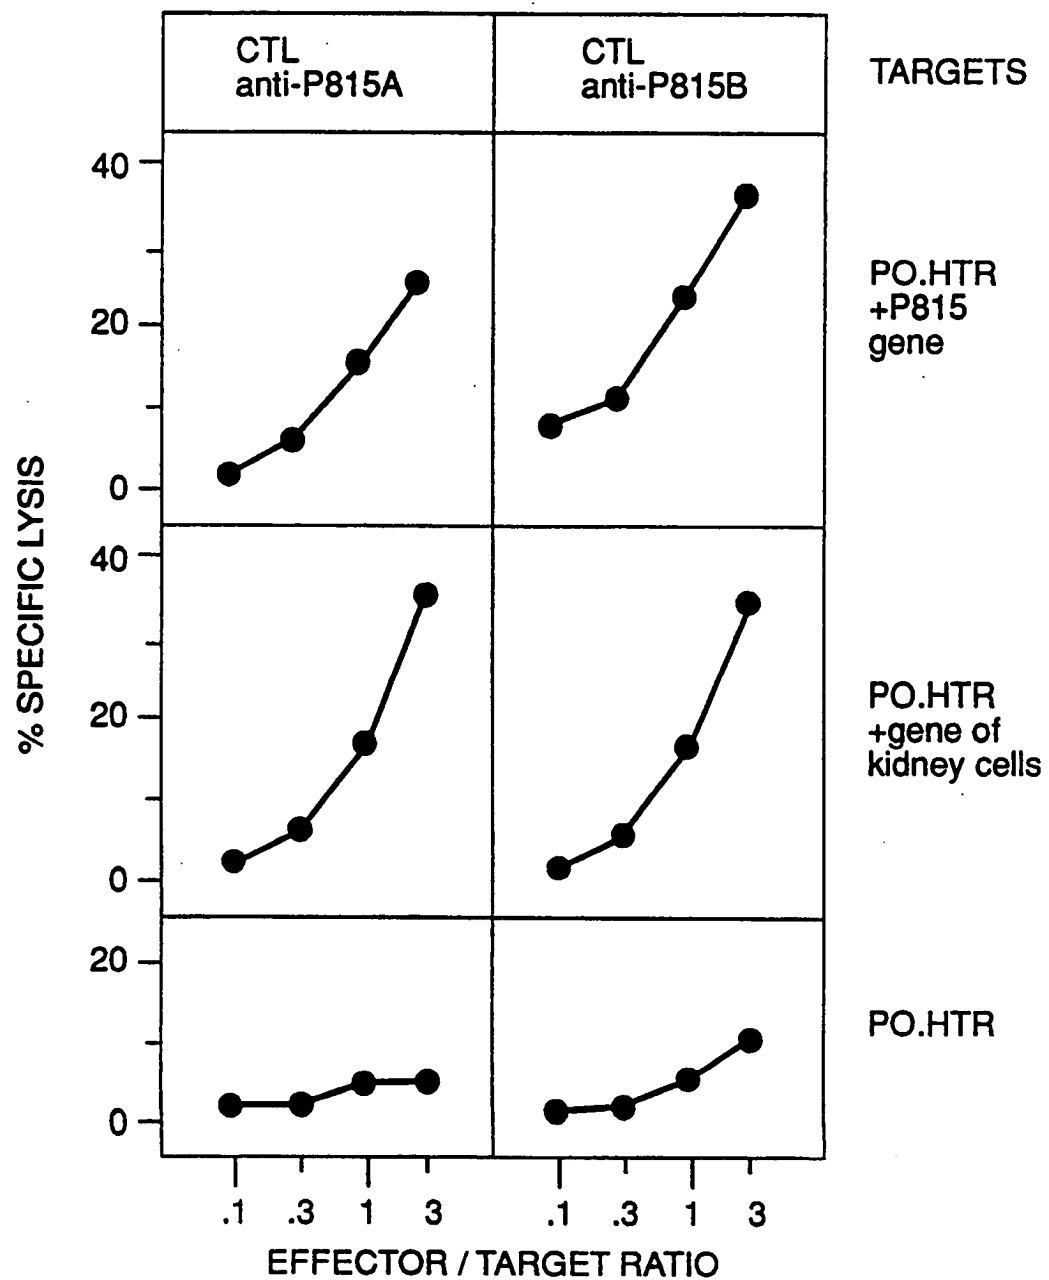 CTL
anti-P815A
CTL
anti-P815B
TARGETS
40
20
0
PO.HTR
+P815
gene
% SPECIFIC LYSIS
40
20
0
PO.HTR
+gene of
kidney cells
20
0
PO.HTR
.1 .3 1 3 .1 .3 1 3
EFFECTOR / TARGET RATIO